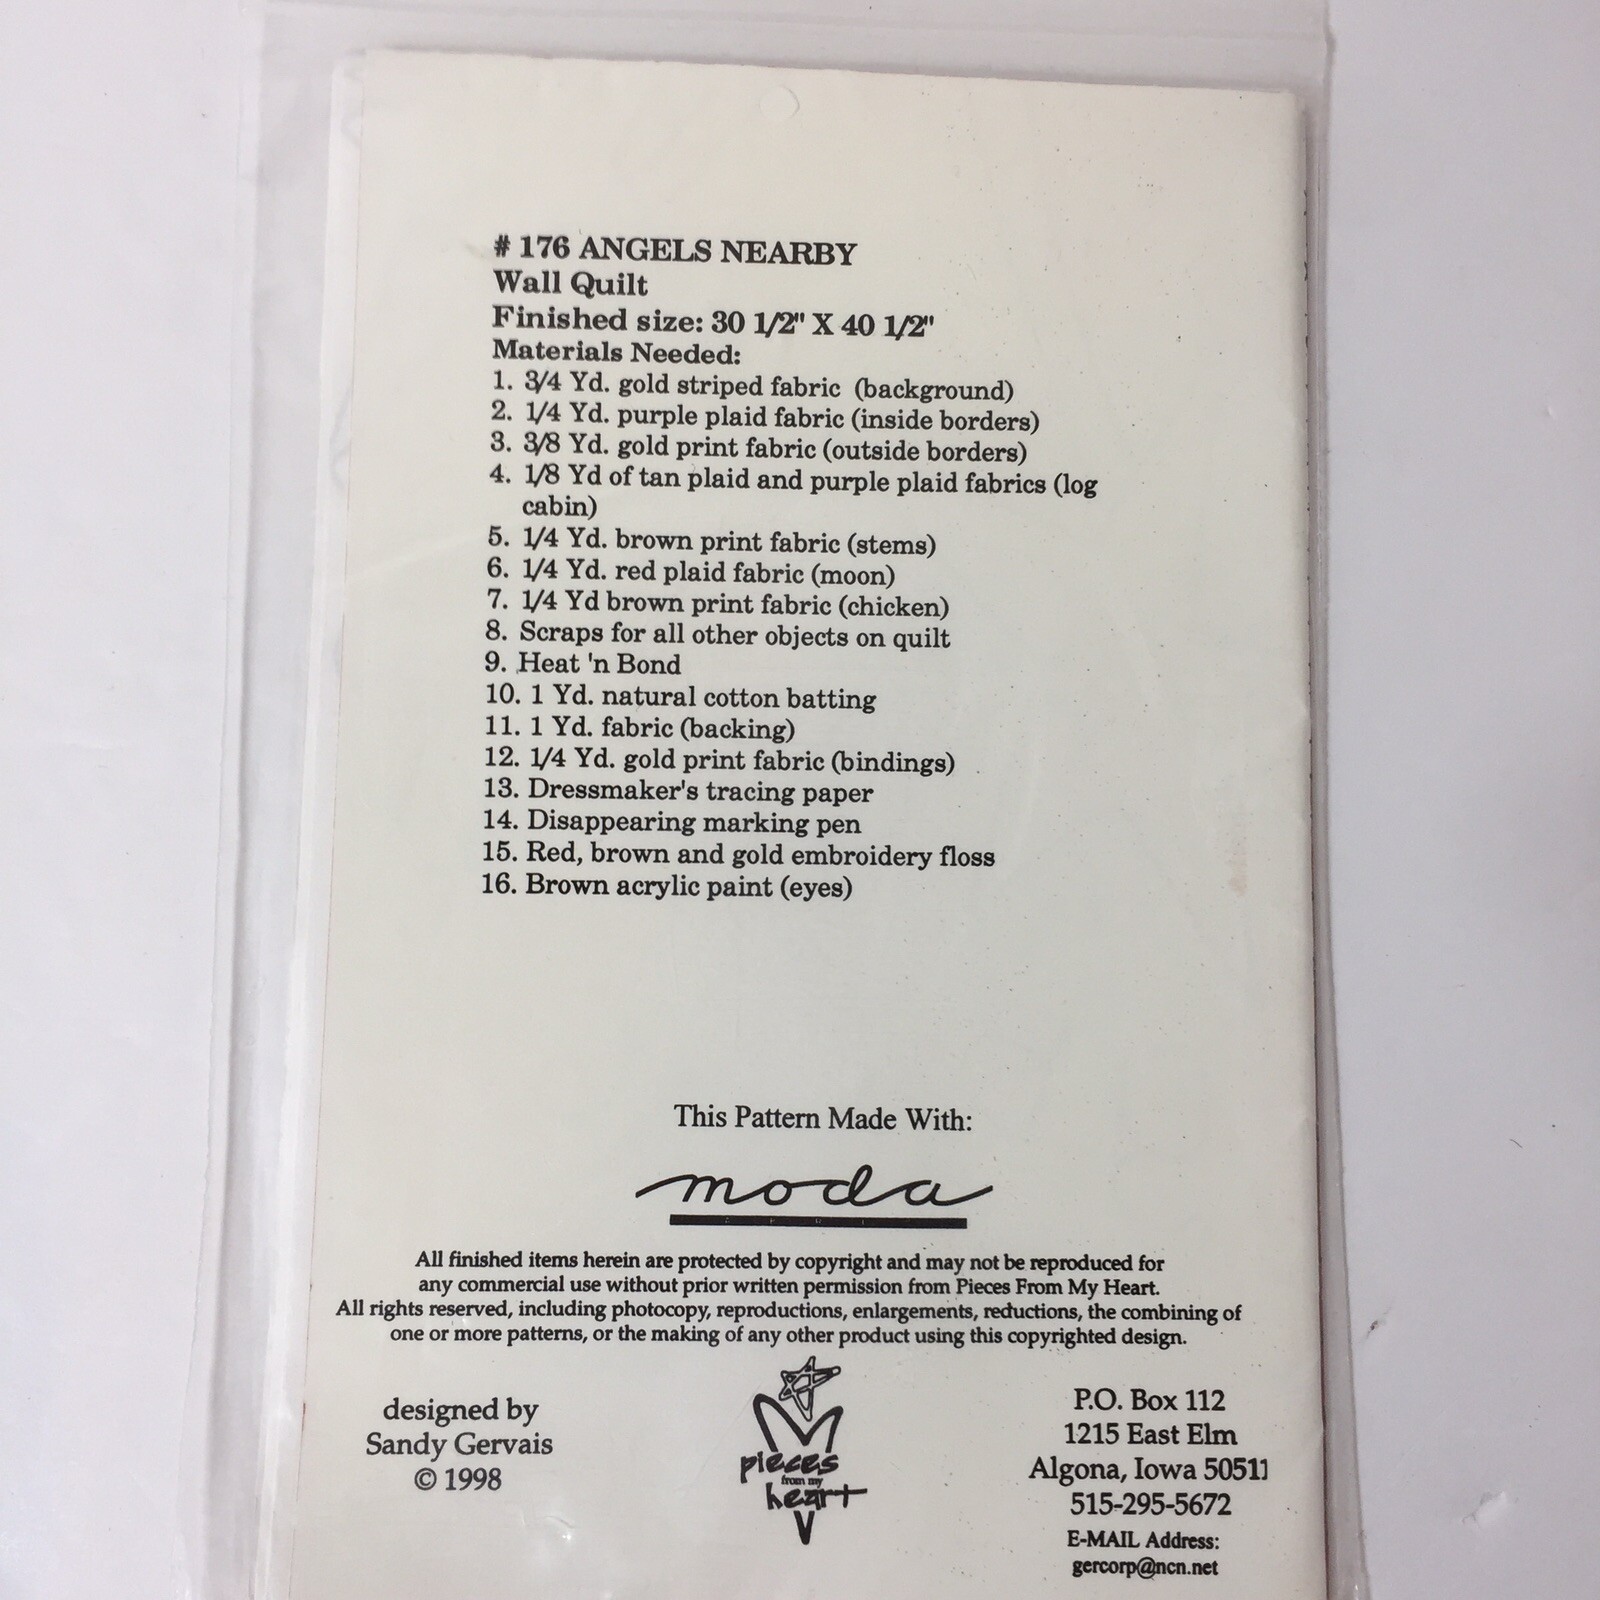 # 176 ANGELS NEARBY
Wall Quilt
Finished size: 30 1/2" X 40 1/2"
Materials Needed:
1. 3/4 Yd. gold striped fabric (background)
2. 1/4 Yd. purple plaid fabric (inside borders)
3. 3/8 Yd. gold print fabric (outside borders)
4. 1/8 Yd of tan plaid and purple plaid fabrics (log
cabin)
5. 1/4 Yd. brown print fabric (stems)
6. 1/4 Yd. red plaid fabric (moon)
7. 1/4 Yd brown print fabric (chicken)
8. Scraps for all other objects on quilt
9. Heat 'n Bond
10. 1 Yd. natural cotton batting
11. 1 Yd. fabric (backing)
12. 1/4 Yd. gold print fabric (bindings)
13. Dressmaker's tracing paper
14. Disappearing marking pen
15. Red, brown and gold embroidery floss
16. Brown acrylic paint (eyes)
This Pattern Made With:
moda
All finished items herein are protected by copyright and may not be reproduced for
any commercial use without prior written permission from Pieces From My Heart.
All rights reserved, including photocopy, reproductions, enlargements, reductions, the combining of
one or more patterns, or the making of any other product using this copyrighted design.
designed by
Sandy Gervais
© 1998
pieces
from my
heart
P.O. Box 112
1215 East Elm
Algona, Iowa 50511
515-295-5672
E-MAIL Address:
gercorp@ncn.net